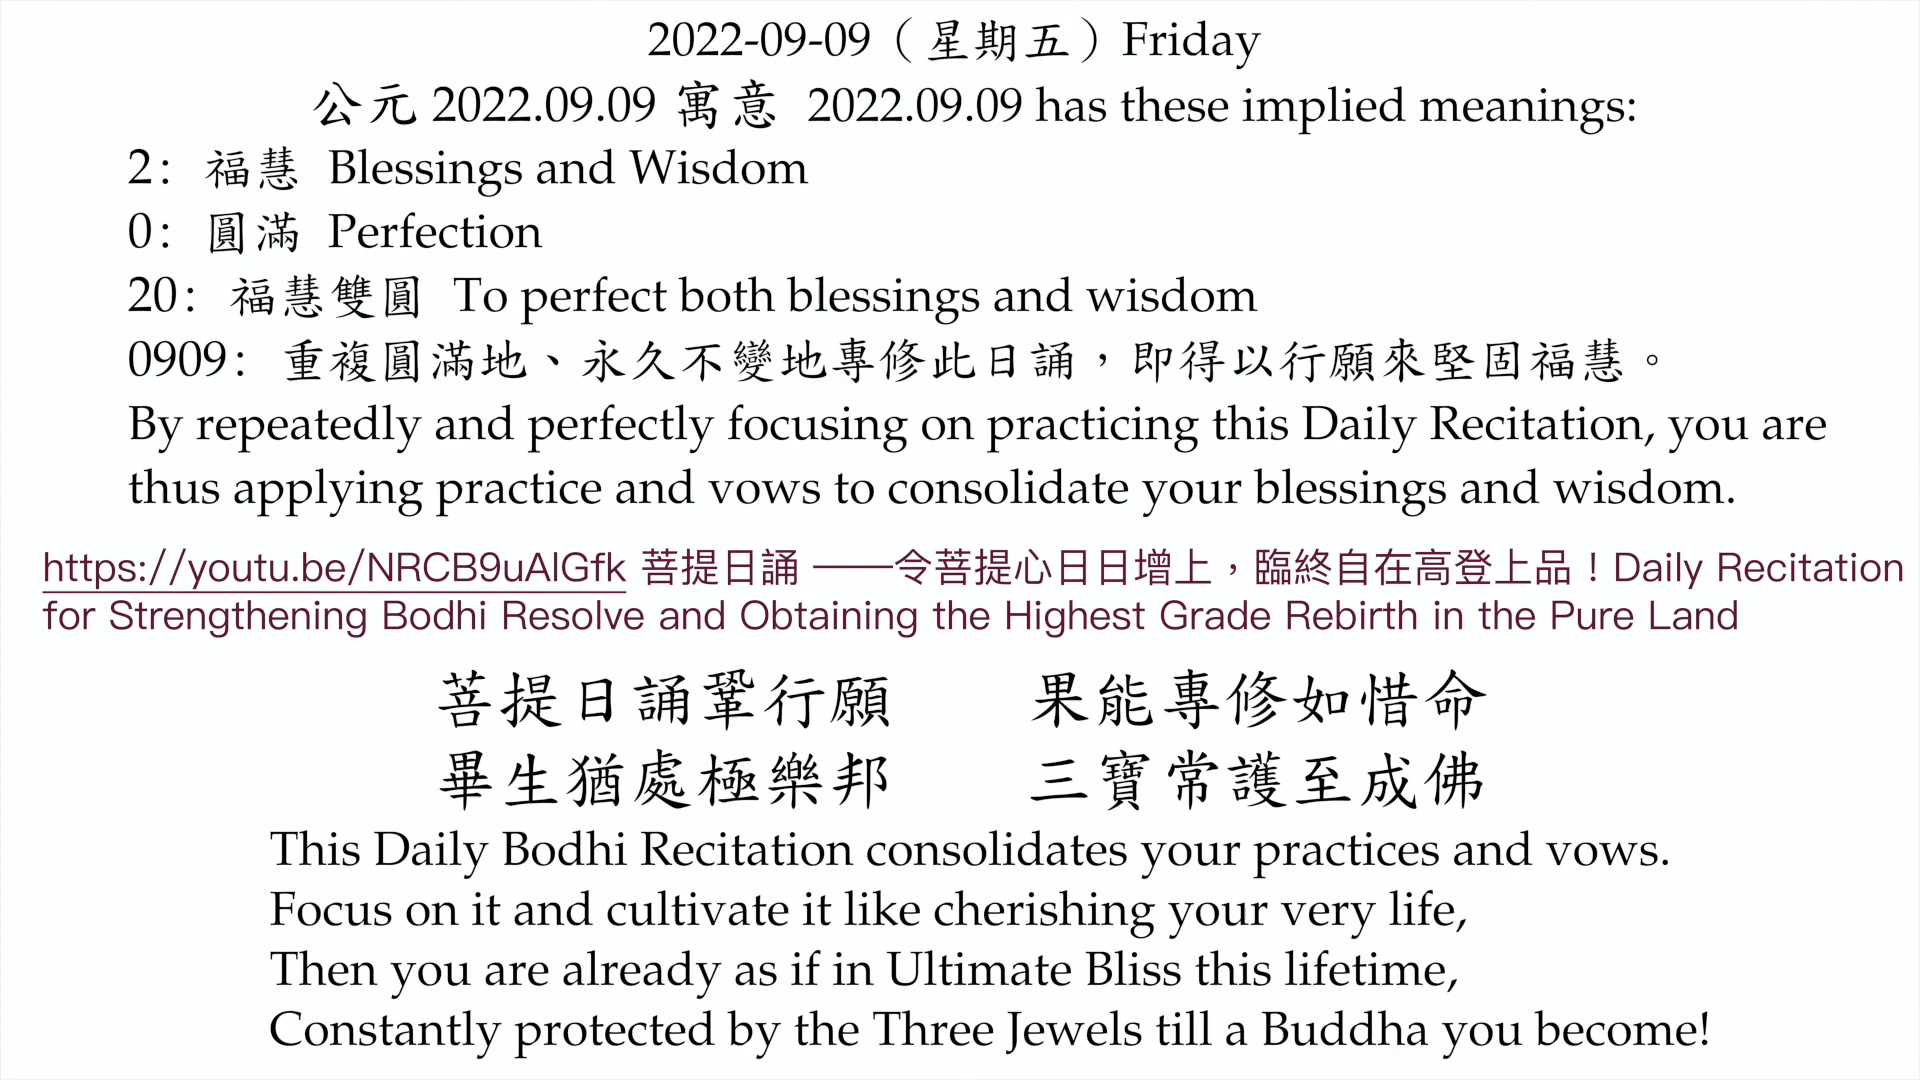 2022-09-09（星期五）Friday
公元 2022.09.09 寓意 2022.09.09 has these implied meanings:
2：福慧 Blessings and Wisdom
0：圓滿 Perfection
20：福慧雙圓 To perfect both blessings and wisdom
0909：重複圓滿地、永久不變地專修此日誦，即得以行願來堅固福慧。
By repeatedly and perfectly focusing on practicing this Daily Recitation, you are
thus applying practice and vows to consolidate your blessings and wisdom.
https://youtu.be/NRCB9uAlGfk 菩提日誦 ——令菩提心日日增上，臨終自在高登上品！Daily Recitation
for Strengthening Bodhi Resolve and Obtaining the Highest Grade Rebirth in the Pure Land
菩提日誦鞏行願 果能專修如惜命
畢生猶處極樂邦 三寶常護至成佛
This Daily Bodhi Recitation consolidates your practices and vows.
Focus on it and cultivate it like cherishing your very life,
Then you are already as if in Ultimate Bliss this lifetime,
Constantly protected by the Three Jewels till a Buddha you become!